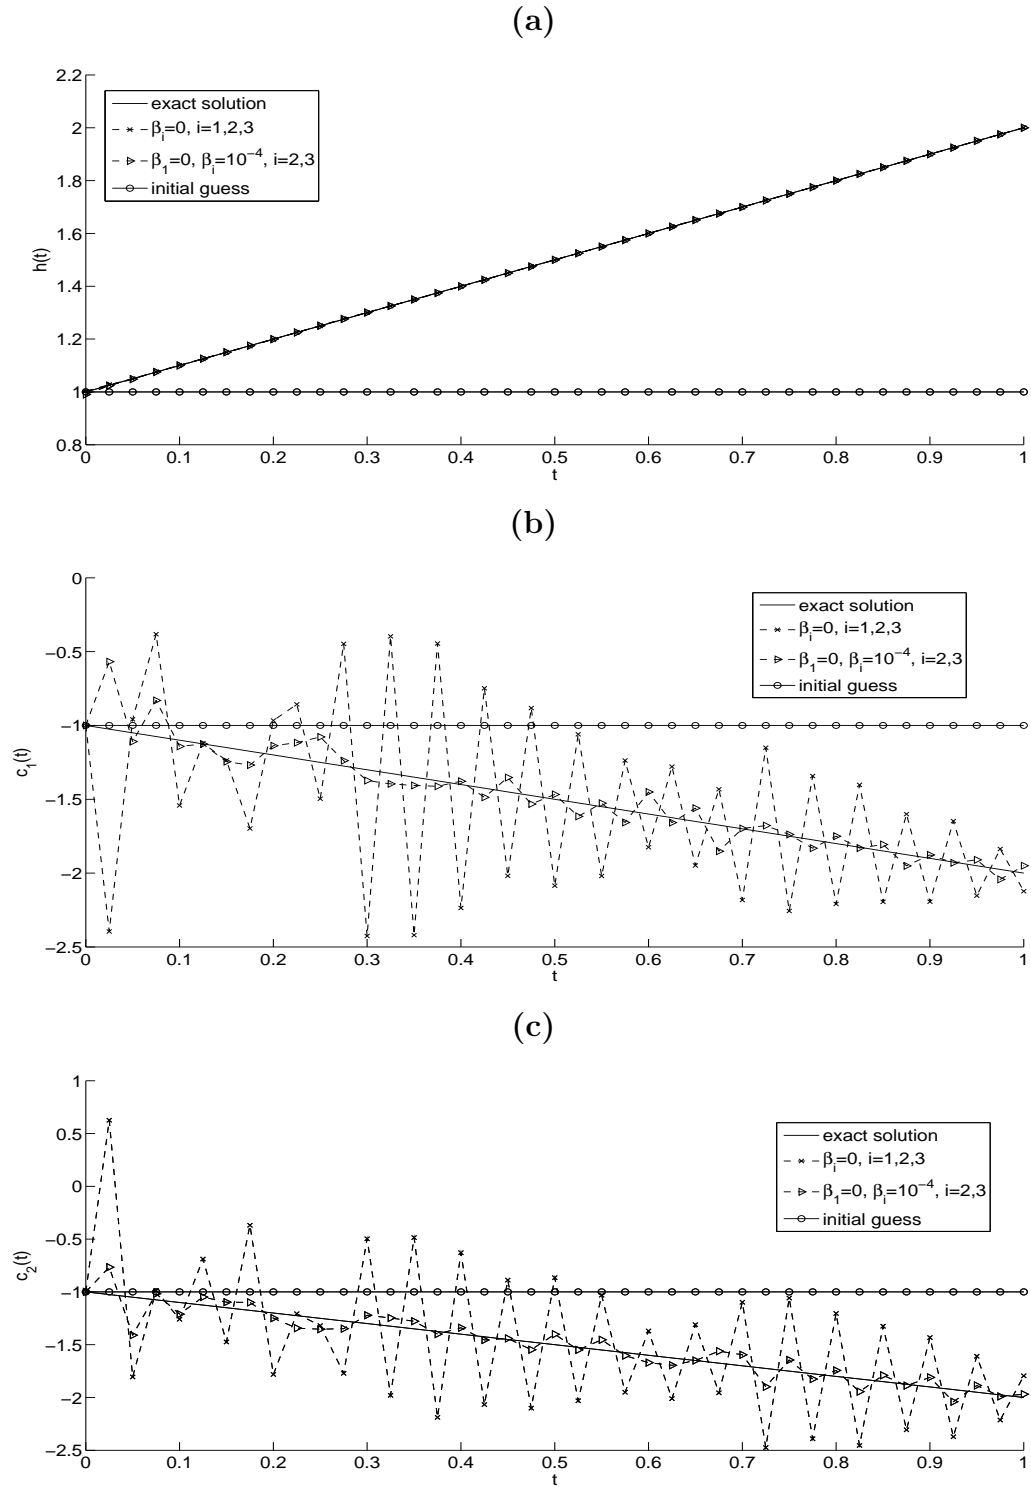 (a)
2.2
2
1.8
1.6
1.4
1.2
1
0.8
h(t)
exact solution
β_i=0, i=1,2,3
β_1=0, β_i=10^{-4}, i=2,3
initial guess
0 0.1 0.2 0.3 0.4 0.5 0.6 0.7 0.8 0.9 1
t
(b)
0
−0.5
−1
−1.5
−2
−2.5
c_1(t)
exact solution
β_i=0, i=1,2,3
β_1=0, β_i=10^{-4}, i=2,3
initial guess
0 0.1 0.2 0.3 0.4 0.5 0.6 0.7 0.8 0.9 1
t
(c)
1
0.5
0
−0.5
−1
−1.5
−2
−2.5
c_2(t)
exact solution
β_i=0, i=1,2,3
β_1=0, β_i=10^{-4}, i=2,3
initial guess
0 0.1 0.2 0.3 0.4 0.5 0.6 0.7 0.8 0.9 1
t